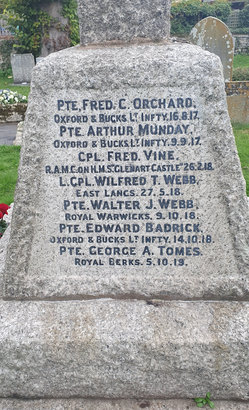 PTE. FRED. C. ORCHARD.
OXFORD & BUCKS LT. INFTY. 16.8.17.
PTE. ARTHUR MUNDAY.
OXFORD & BUCKS LT. INFTY. 9.9.17.
CPL. FRED. VINE.
R.A.M.C. ON H.M.S "GLENART CASTLE" 26.2.18.
L.CPL. WILFRED T. WEBB.
EAST LANCS. 27.5.18.
PTE. WALTER J. WEBB.
ROYAL WARWICKS. 9.10.18.
PTE. EDWARD BADRICK.
OXFORD & BUCKS LT INFTY. 14.10.18.
PTE. GEORGE A. TOMES.
ROYAL BERKS. 5.10.19.